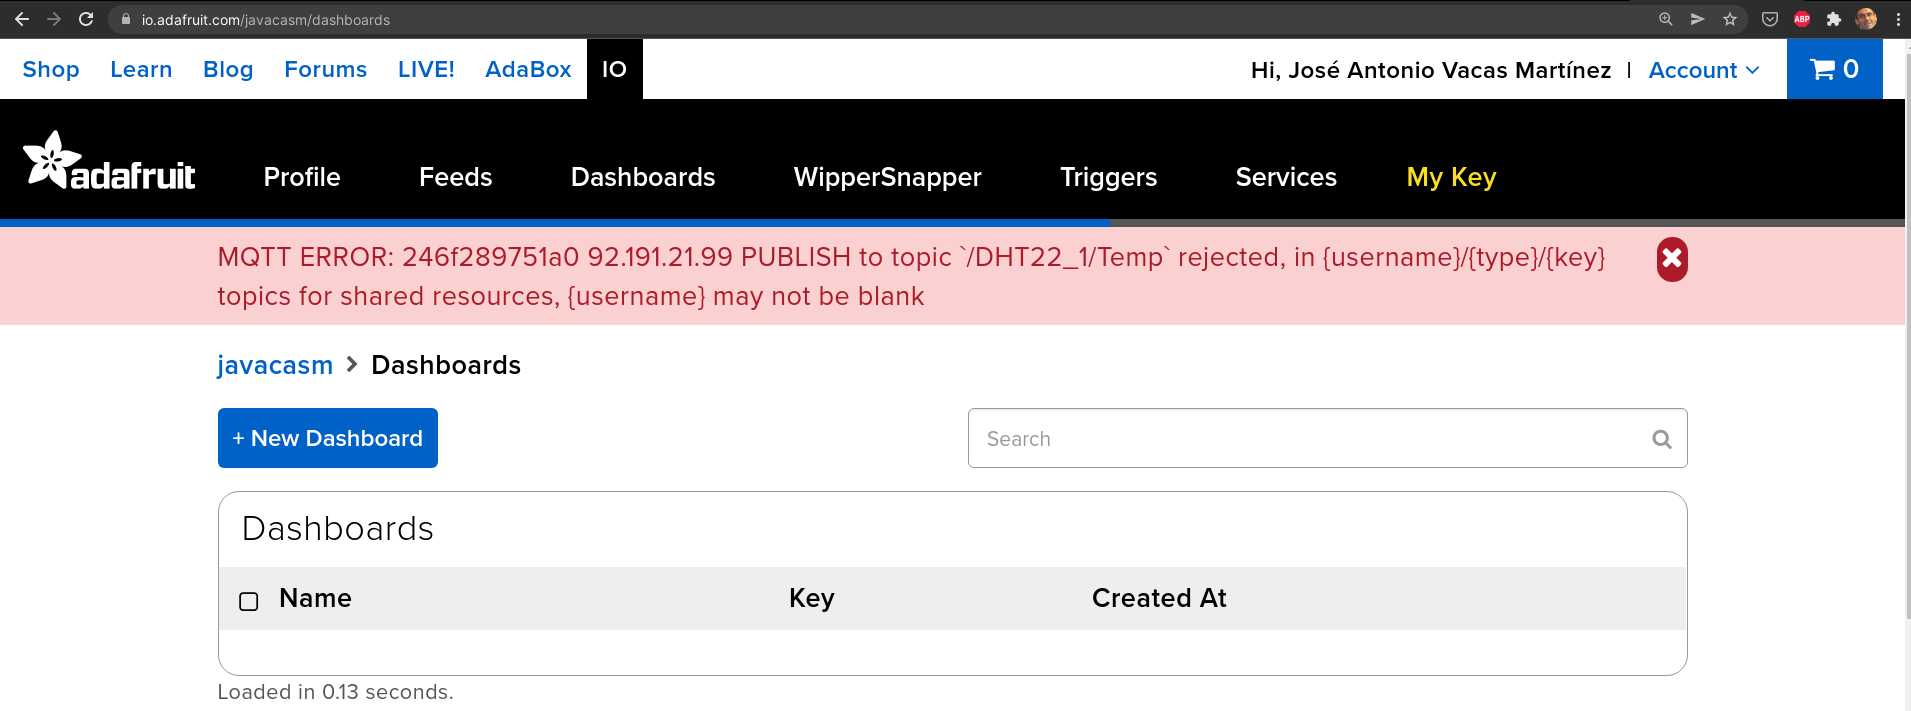 io.adafruit.com/javacasm/dashboards
ABP
Shop Learn Blog Forums LIVE! AdaBox IO Hi, José Antonio Vacas Martínez | Account 0
adafruit Profile Feeds Dashboards WipperSnapper Triggers Services My Key
MQTT ERROR: 246f289751a0 92.191.21.99 PUBLISH to topic `/DHT22_1/Temp` rejected, in {username}/{type}/{key}
topics for shared resources, {username} may not be blank
javacasm > Dashboards
+ New Dashboard Search
Dashboards
Name Key Created At
Loaded in 0.13 seconds.